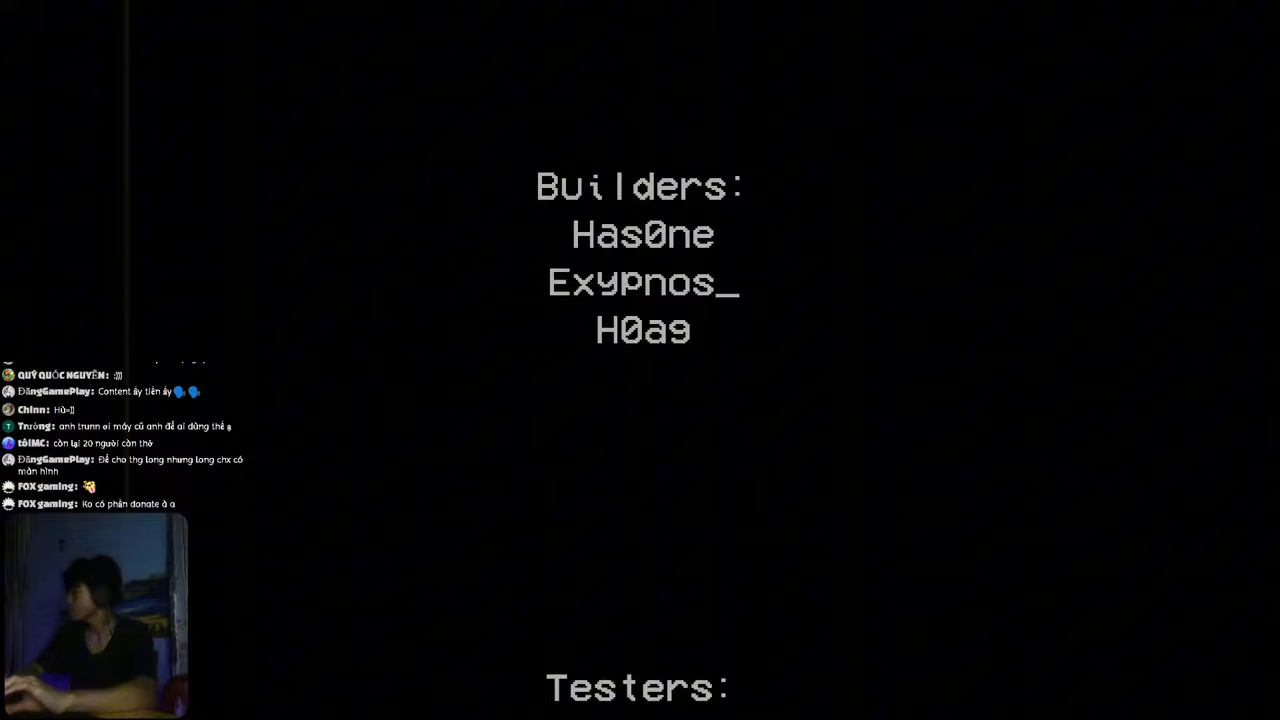 Builders:
Has0ne
Exypnos_
H0ag
QUÝ QUỐC NGUYỄN: :)))
ĐăngGamePlay: Content ấy tiền ấy🗣️🗣️
Chinn: Hù=))
Trường: anh trunn ơi máy cũ anh để ai dùng thế ạ
tôiMC: còn lại 20 người còn thở
ĐăngGamePlay: Để cho thg long nhưng long chx có
màn hình
FOX gaming:
FOX gaming: Ko có phần donate à a
Testers: